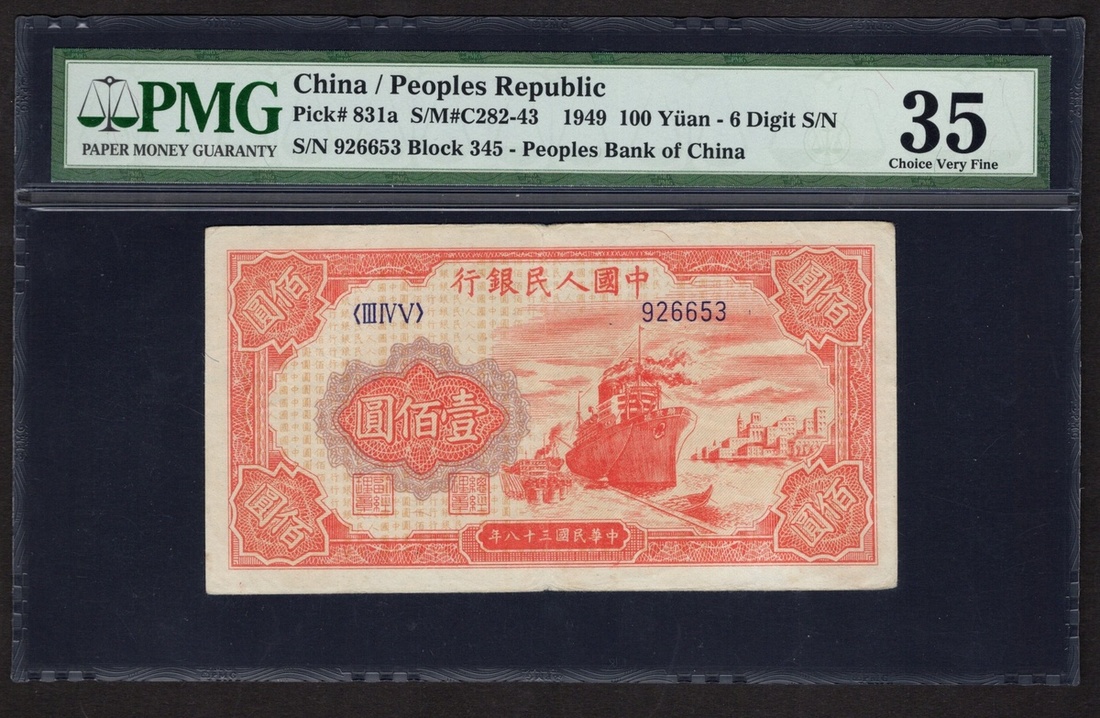 PMG
PAPER MONEY GUARANTY
China / Peoples Republic
Pick# 831a S/M#C282-43 1949 100 Yüan - 6 Digit S/N
S/N 926653 Block 345 - Peoples Bank of China
35
Choice Very Fine
行銀民人國中
〈ⅢⅣⅤ〉
926653
佰圓
佰圓
圓佰壹
佰圓
佰圓
年八十三國民華中